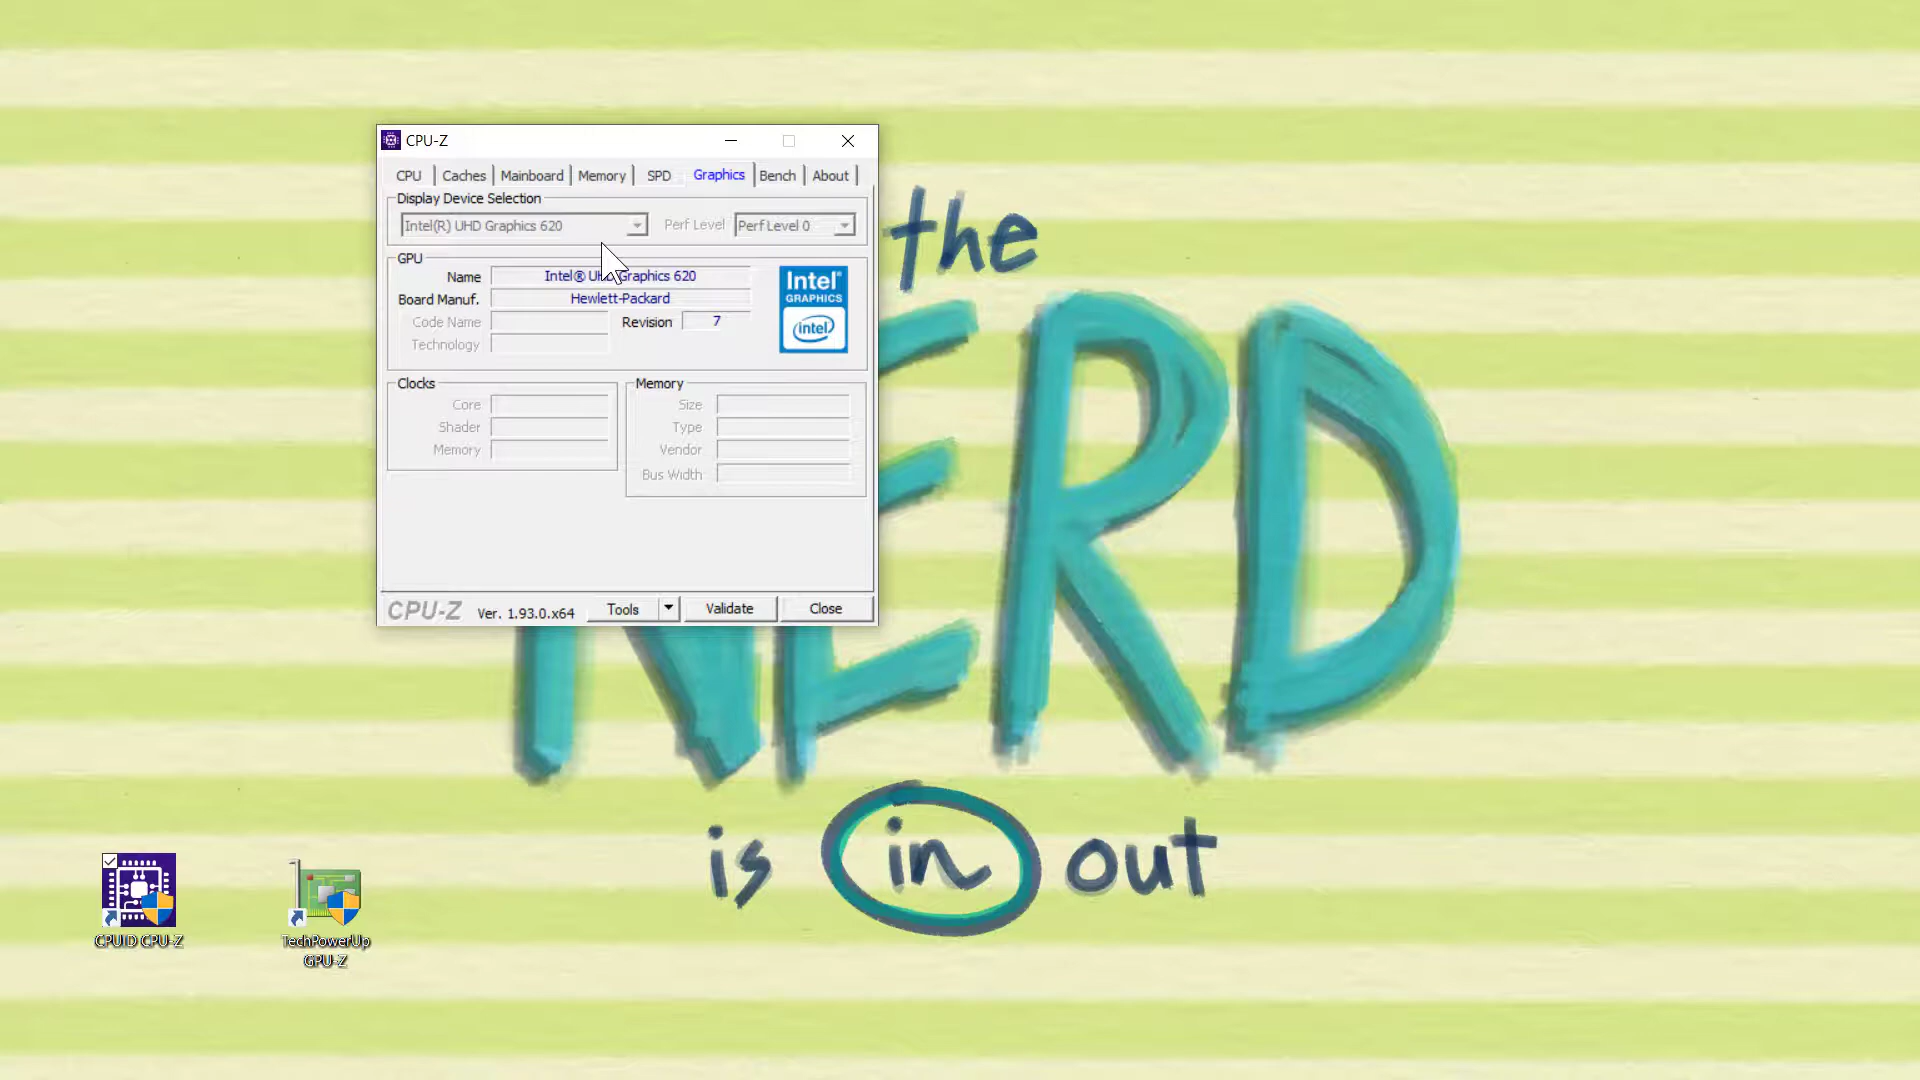 CPU-Z
CPU Caches Mainboard Memory SPD Graphics Bench About
Display Device Selection
Intel(R) UHD Graphics 620 Perf Level Perf Level 0
GPU
Name Intel® UHD Graphics 620
Board Manuf. Hewlett-Packard
Code Name Revision 7
Technology
intel® GRAPHICS
intel
Clocks
Core
Shader
Memory
Memory
Size
Type
Vendor
Bus Width
CPU-Z Ver. 1.93.0.x64 Tools Validate Close
the
NERD
is in out
CPUID CPU-Z
TechPowerUp
GPU-Z